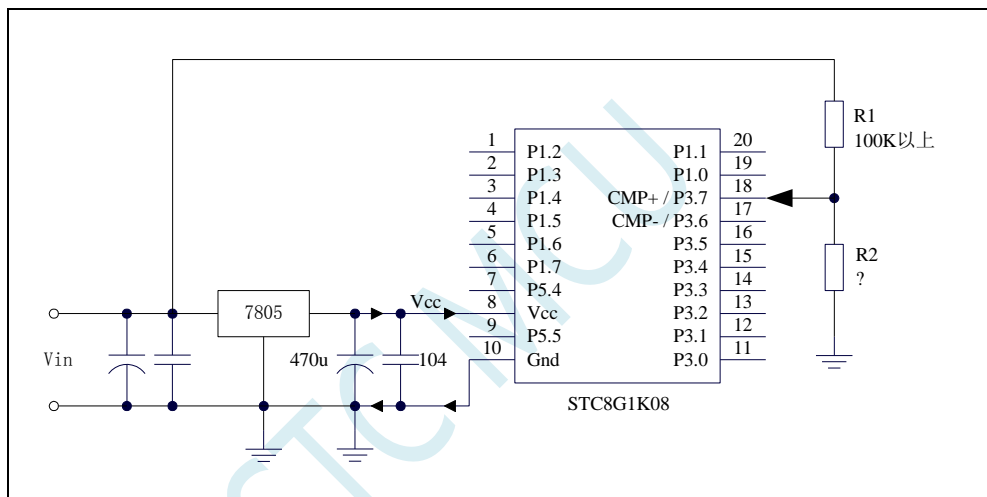 R1
100K以上
1 P1.2 P1.1 20
2 P1.3 P1.0 19
3 P1.4 CMP+ / P3.7 18
4 P1.5 CMP- / P3.6 17
5 P1.6 P3.5 16
6 P1.7 P3.4 15
7 P5.4 P3.3 14
8 Vcc P3.2 13
9 P5.5 P3.1 12
10 Gnd P3.0 11
R2
?
Vcc
7805
Vin
470u
104
STC8G1K08
STC MCU